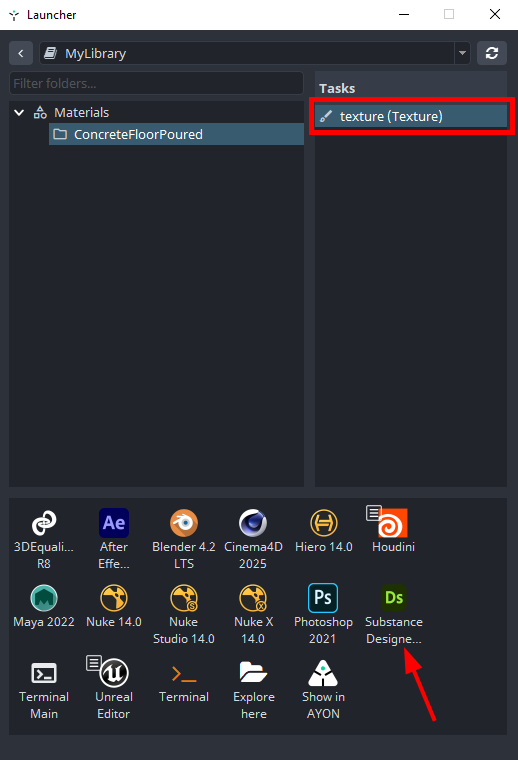 Launcher
MyLibrary
Filter folders...
Tasks
Materials
texture (Texture)
ConcreteFloorPoured
Ae
Ps
Ds
3DEquali...
R8
After
Effe...
Blender 4.2
LTS
Cinema4D
2025
Hiero 14.0
Houdini
Maya 2022
Nuke 14.0
Nuke
Studio 14.0
Nuke X
14.0
Photoshop
2021
Substance
Designe...
Terminal
Main
Unreal
Editor
Terminal
Explore
here
Show in
AYON